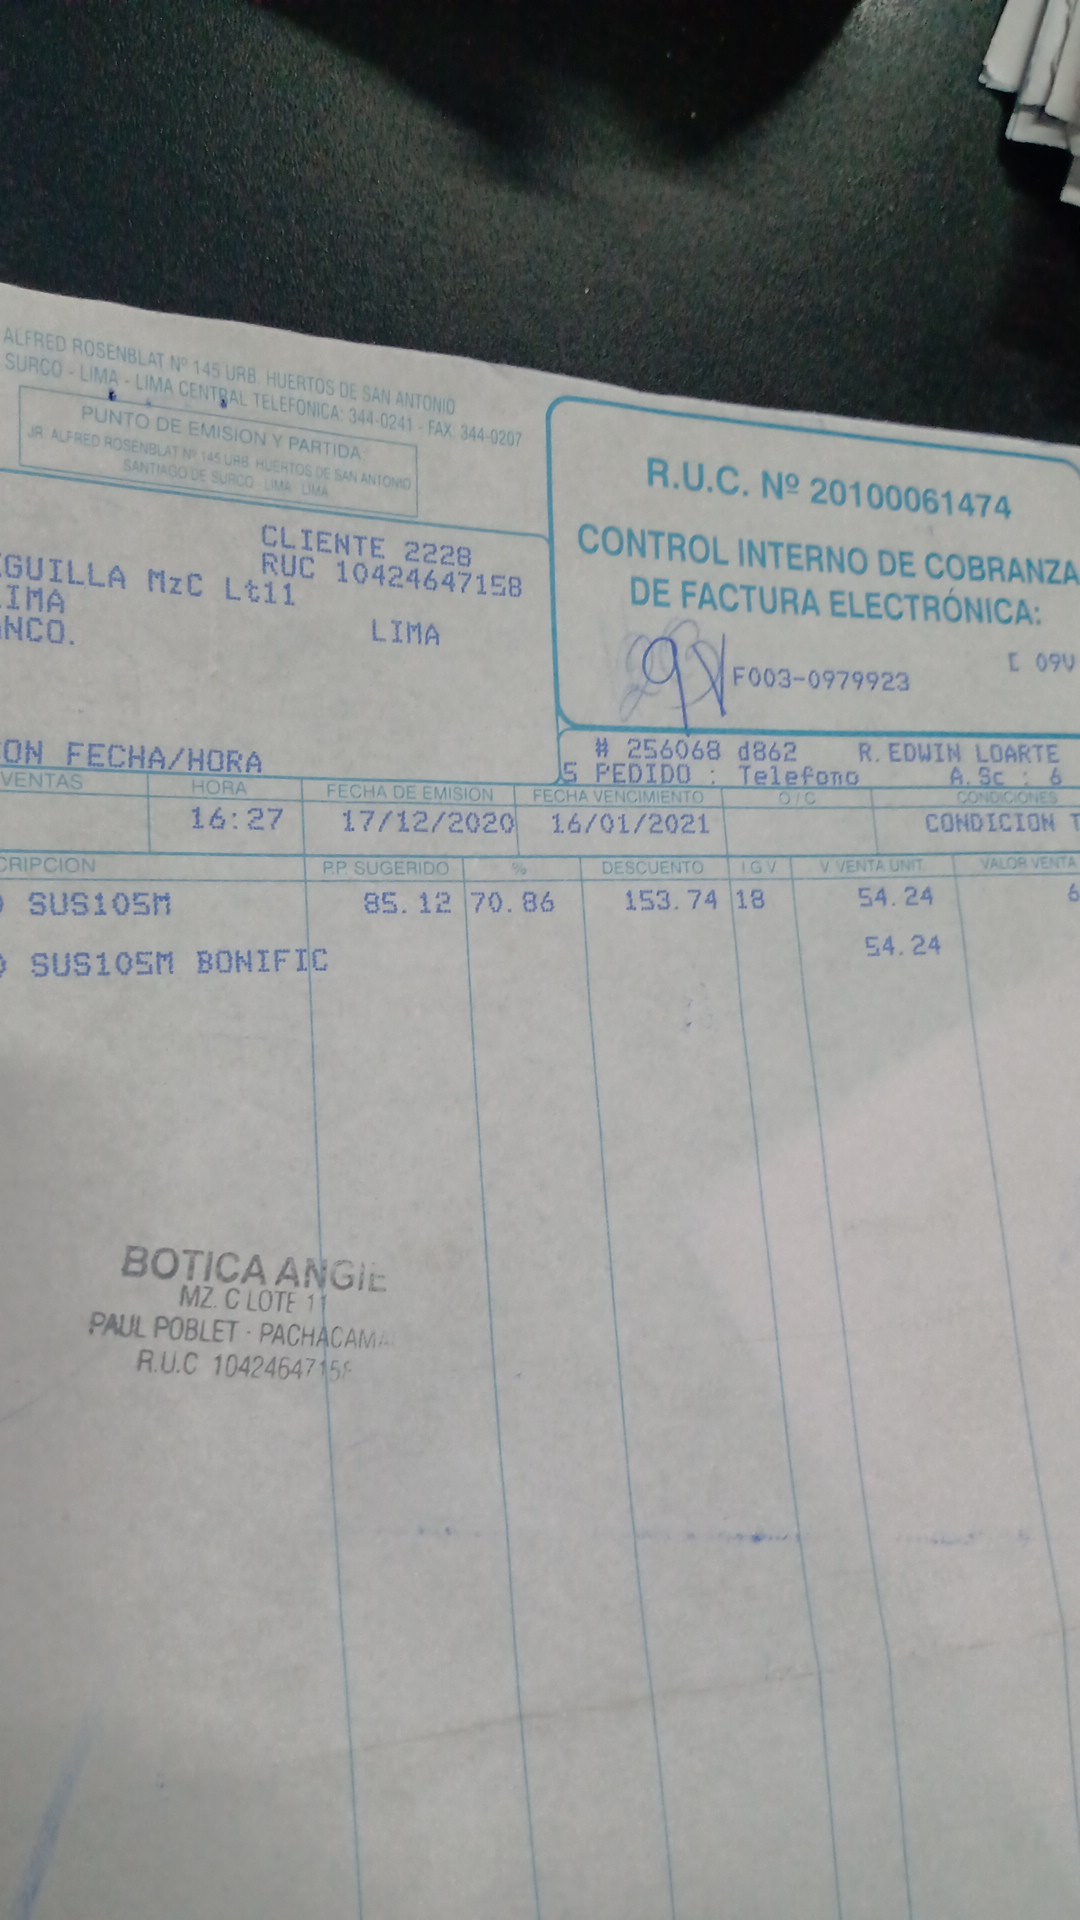 ALFRED ROSENBLAT Nº 145 URB. HUERTOS DE SAN ANTONIO
SURCO - LIMA - LIMA CENTRAL TELEFONICA: 344-0241 - FAX. 344-0207
PUNTO DE EMISION Y PARTIDA
JR. ALFRED ROSENBLAT Nº 145 URB. HUERTOS DE SAN ANTONIO
SANTIAGO DE SURCO - LIMA - LIMA
R.U.C. Nº 20100061474
CONTROL INTERNO DE COBRANZA
DE FACTURA ELECTRÓNICA:
F003-0979923 [ 09V
CLIENTE 2228
RUC 10424647158
GUILLA MzC Lt11
IMA
NCO. LIMA
ON FECHA/HORA
# 256068 d862 R. EDWIN LOARTE
S PEDIDO : Telefono A.Sc : 6
VENTAS HORA FECHA DE EMISION FECHA VENCIMIENTO O / C CONDICIONES
16:27 17/12/2020 16/01/2021 CONDICION T
CRIPCION P.P. SUGERIDO % DESCUENTO I G V V. VENTA UNIT. VALOR VENTA
SUS105M 85.12 70.86 153.74 18 54.24 6
SUS105M BONIFIC 54.24
BOTICA ANGIE
MZ. C LOTE 11
PAUL POBLET - PACHACAMA
R.U.C 10424647158